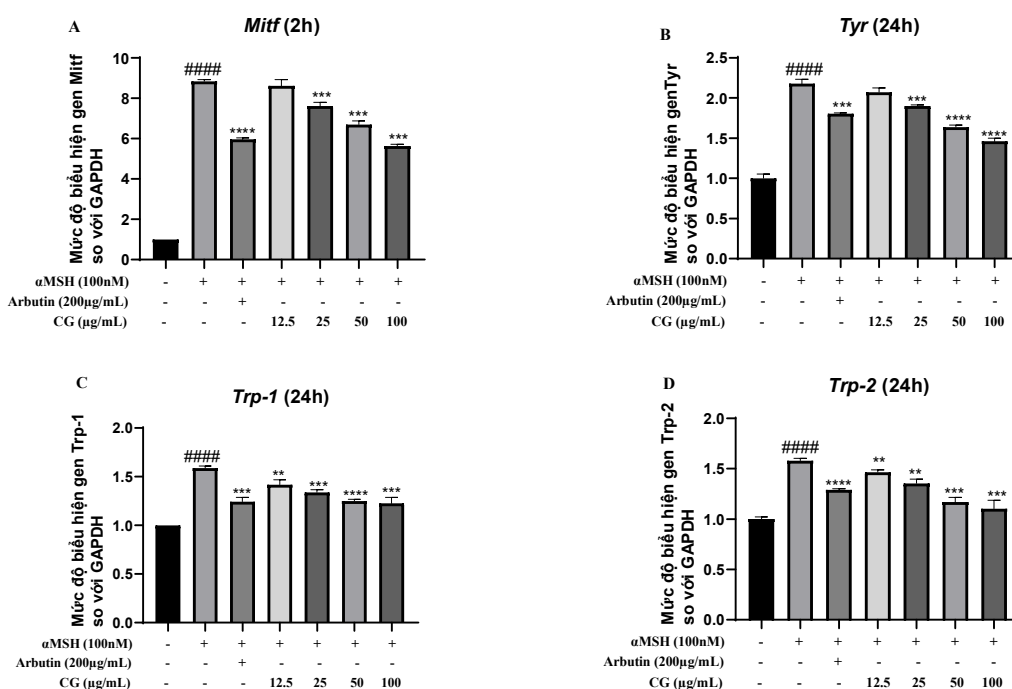 A
Mitf (2h)
Mức độ biểu hiện gen Mitf
so với GAPDH
10
8
6
4
2
0
####
****
***
***
***
αMSH (100nM) - + + + + + +
Arbutin (200µg/mL) - - + - - - -
CG (µg/mL) - - - 12.5 25 50 100
B
Tyr (24h)
Mức độ biểu hiện genTyr
so với GAPDH
2.5
2.0
1.5
1.0
0.5
0.0
####
***
***
****
****
αMSH (100nM) - + + + + + +
Arbutin (200µg/mL) - - + - - - -
CG (µg/mL) - - - 12.5 25 50 100
C
Trp-1 (24h)
Mức độ biểu hiện gen Trp-1
so với GAPDH
2.0
1.5
1.0
0.5
0.0
####
***
**
***
****
***
αMSH (100nM) - + + + + + +
Arbutin (200µg/mL) - - + - - - -
CG (µg/mL) - - - 12.5 25 50 100
D
Trp-2 (24h)
Mức độ biểu hiện gen Trp-2
so với GAPDH
2.0
1.5
1.0
0.5
0.0
####
****
**
**
***
***
αMSH (100nM) - + + + + + +
Arbutin (200µg/mL) - - + - - - -
CG (µg/mL) - - - 12.5 25 50 100